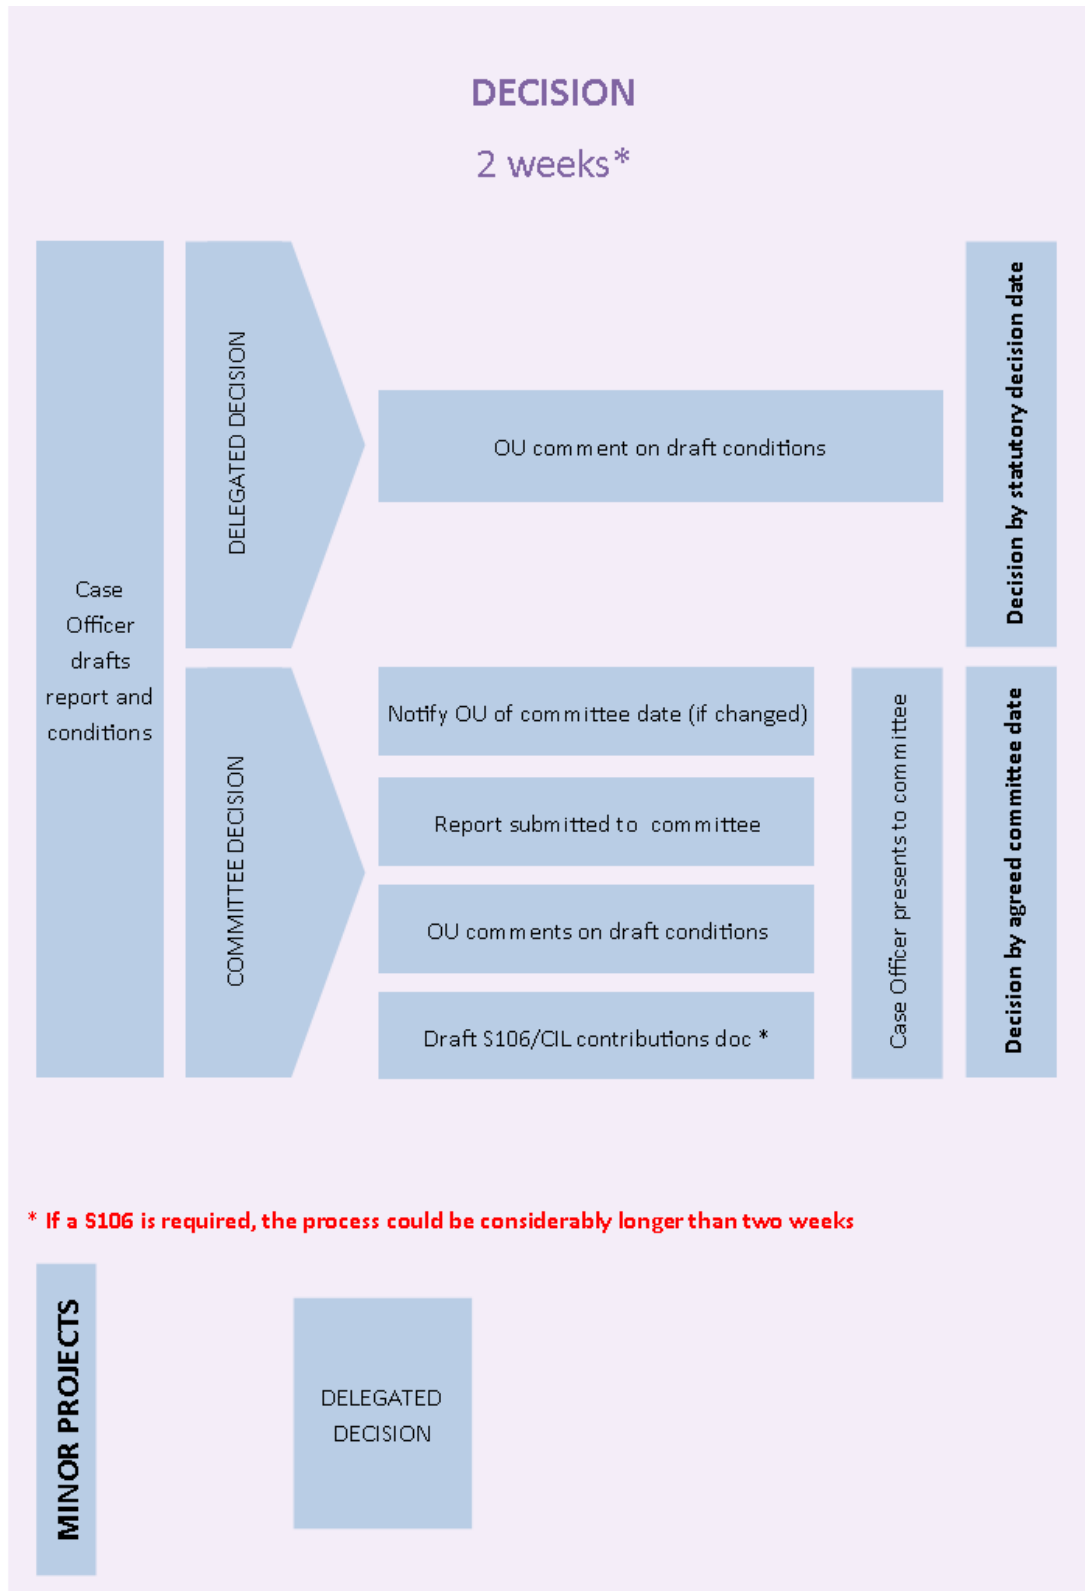 DECISION
2 weeks*
Case
Officer
drafts
report and
conditions
DELEGATED DECISION
OU comment on draft conditions
Decision by statutory decision date
COMMITTEE DECISION
Notify OU of committee date (if changed)
Report submitted to committee
OU comments on draft conditions
Draft S106/CIL contributions doc *
Case Officer presents to committee
Decision by agreed committee date
* If a S106 is required, the process could be considerably longer than two weeks
MINOR PROJECTS
DELEGATED
DECISION